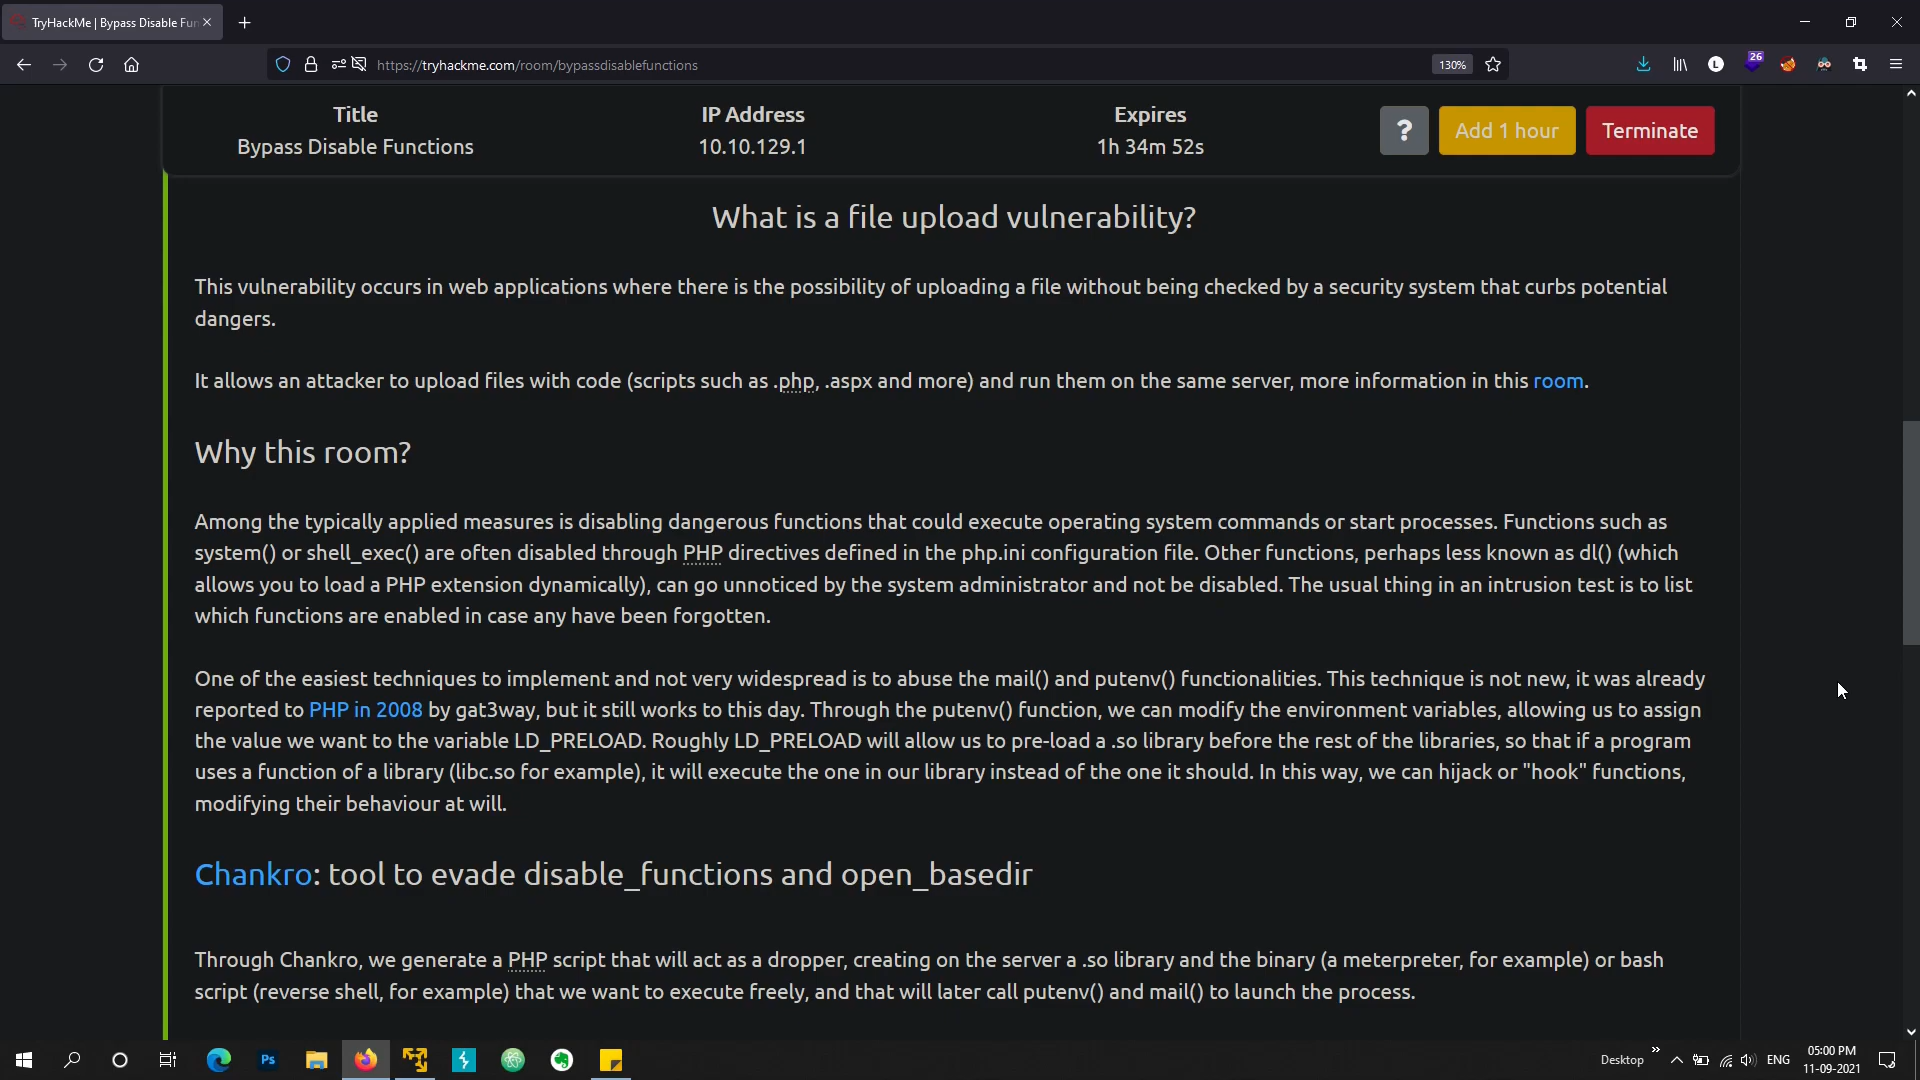 TryHackMe | Bypass Disable Fun
https://tryhackme.com/room/bypassdisablefunctions
130%
26
Title
IP Address
Expires
Bypass Disable Functions
10.10.129.1
1h 34m 52s
?
Add 1 hour
Terminate
What is a file upload vulnerability?
This vulnerability occurs in web applications where there is the possibility of uploading a file without being checked by a security system that curbs potential
dangers.
It allows an attacker to upload files with code (scripts such as .php, .aspx and more) and run them on the same server, more information in this room.
Why this room?
Among the typically applied measures is disabling dangerous functions that could execute operating system commands or start processes. Functions such as
system() or shell_exec() are often disabled through PHP directives defined in the php.ini configuration file. Other functions, perhaps less known as dl() (which
allows you to load a PHP extension dynamically), can go unnoticed by the system administrator and not be disabled. The usual thing in an intrusion test is to list
which functions are enabled in case any have been forgotten.
One of the easiest techniques to implement and not very widespread is to abuse the mail() and putenv() functionalities. This technique is not new, it was already
reported to PHP in 2008 by gat3way, but it still works to this day. Through the putenv() function, we can modify the environment variables, allowing us to assign
the value we want to the variable LD_PRELOAD. Roughly LD_PRELOAD will allow us to pre-load a .so library before the rest of the libraries, so that if a program
uses a function of a library (libc.so for example), it will execute the one in our library instead of the one it should. In this way, we can hijack or "hook" functions,
modifying their behaviour at will.
Chankro: tool to evade disable_functions and open_basedir
Through Chankro, we generate a PHP script that will act as a dropper, creating on the server a .so library and the binary (a meterpreter, for example) or bash
script (reverse shell, for example) that we want to execute freely, and that will later call putenv() and mail() to launch the process.
L
Ps
Desktop
ENG
05:00 PM
11-09-2021